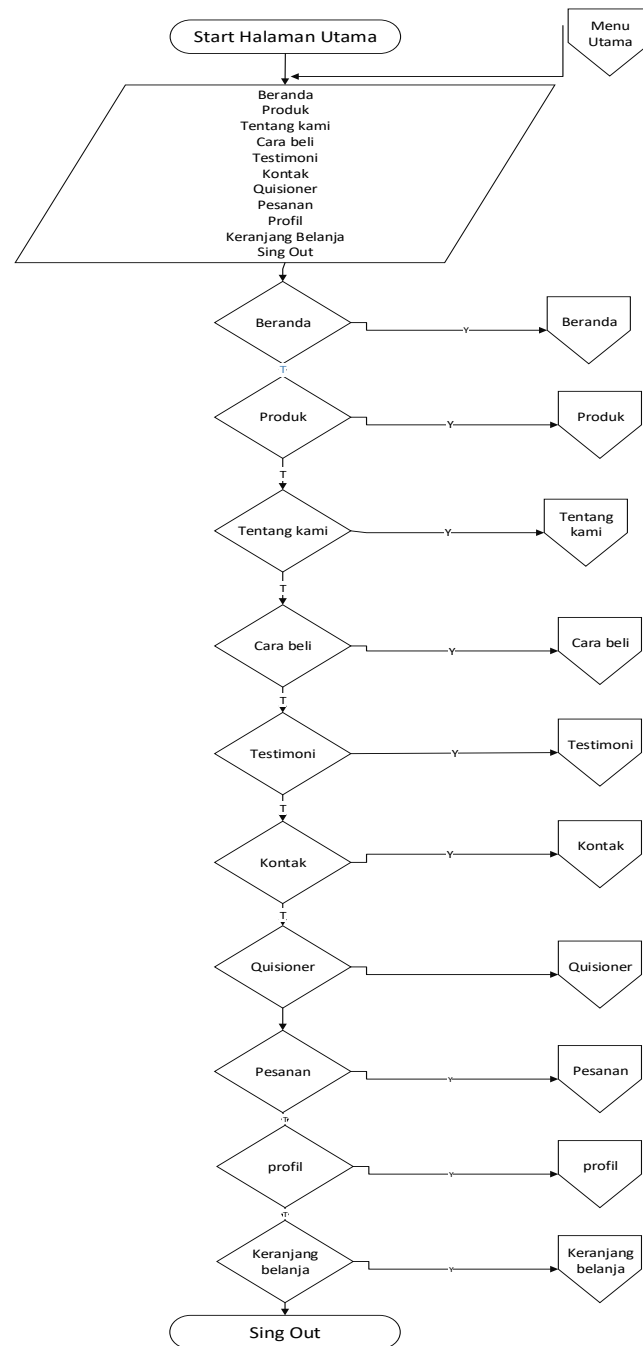 Start Halaman Utama
Menu
Utama
Beranda
Produk
Tentang kami
Cara beli
Testimoni
Kontak
Quisioner
Pesanan
Profil
Keranjang Belanja
Sing Out
Beranda
Y
Beranda
T
Produk
Y
Produk
T
Tentang kami
Y
Tentang
kami
T
Cara beli
Y
Cara beli
T
Testimoni
Y
Testimoni
T
Kontak
Y
Kontak
T
Quisioner
Quisioner
Pesanan
Y
Pesanan
T
profil
Y
profil
T
Keranjang
belanja
Y
Keranjang
belanja
Sing Out